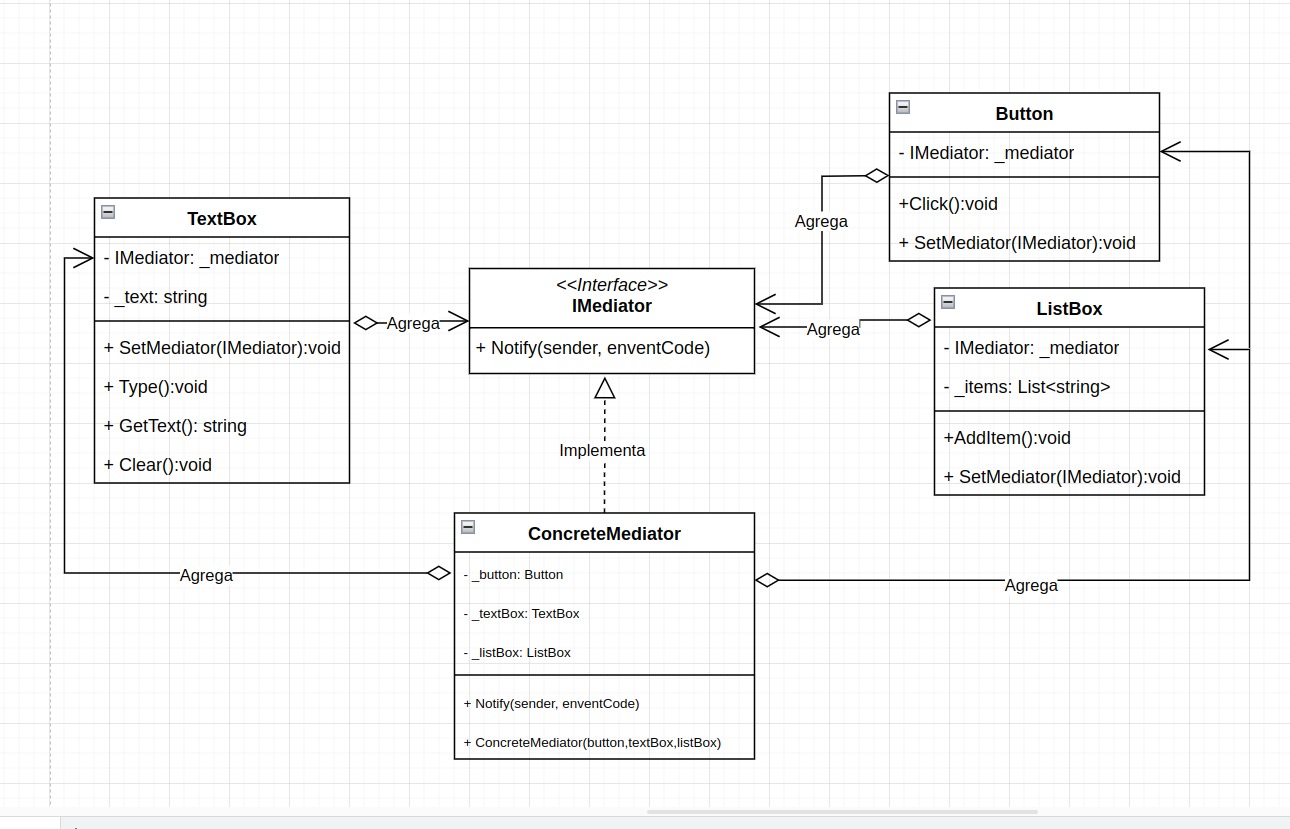 Button
- IMediator: _mediator
+Click():void
+ SetMediator(IMediator):void
TextBox
- IMediator: _mediator
- _text: string
+ SetMediator(IMediator):void
+ Type():void
+ GetText(): string
+ Clear():void
Agrega
<<Interface>>
IMediator
+ Notify(sender, enventCode)
Agrega
Agrega
ListBox
- IMediator: _mediator
- _items: List<string>
+AddItem():void
+ SetMediator(IMediator):void
Implementa
ConcreteMediator
- _button: Button
- _textBox: TextBox
- _listBox: ListBox
+ Notify(sender, enventCode)
+ ConcreteMediator(button,textBox,listBox)
Agrega
Agrega